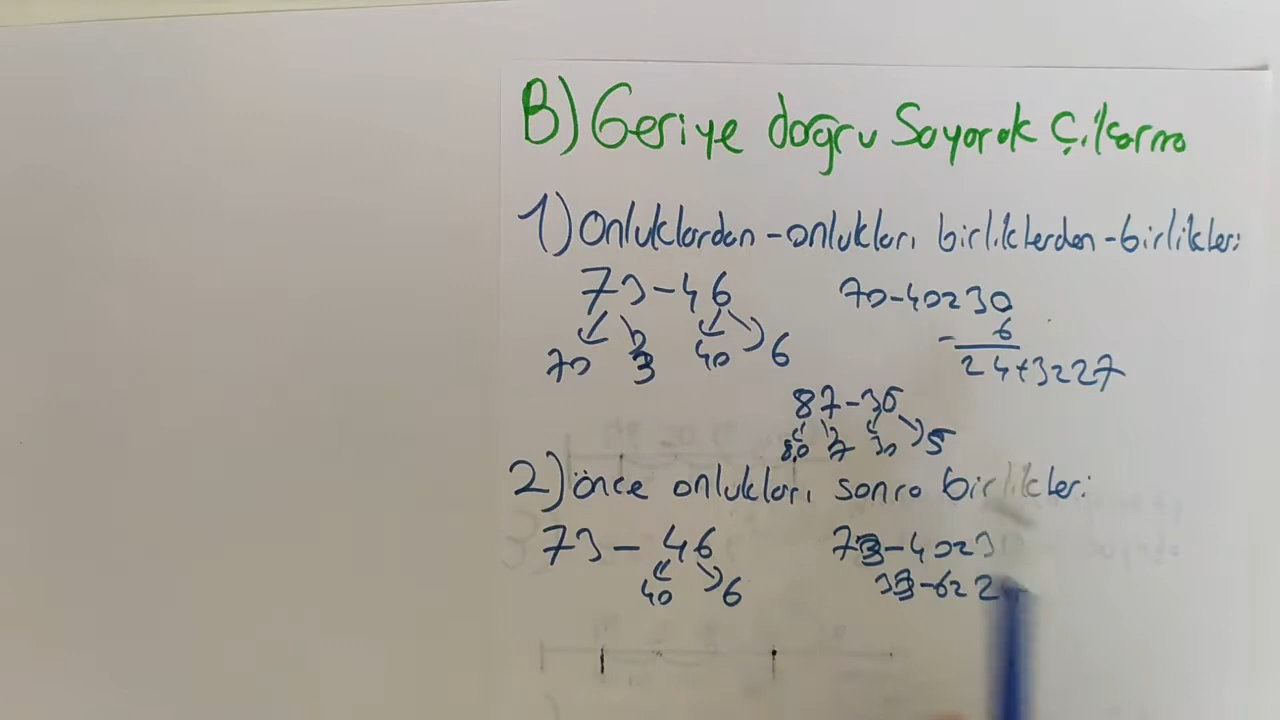 B) Geriye doğru Sayarak Çıkarma
1) Onluklardan-onlukları birliklerden-birlikleri
73-46 70-40=30
70 3 40 6 - 6
24+3=27
87-35
80 7 30 5
2) önce onlukları sonra birlikleri
73-46 73-40=3
40 6 33-6=2